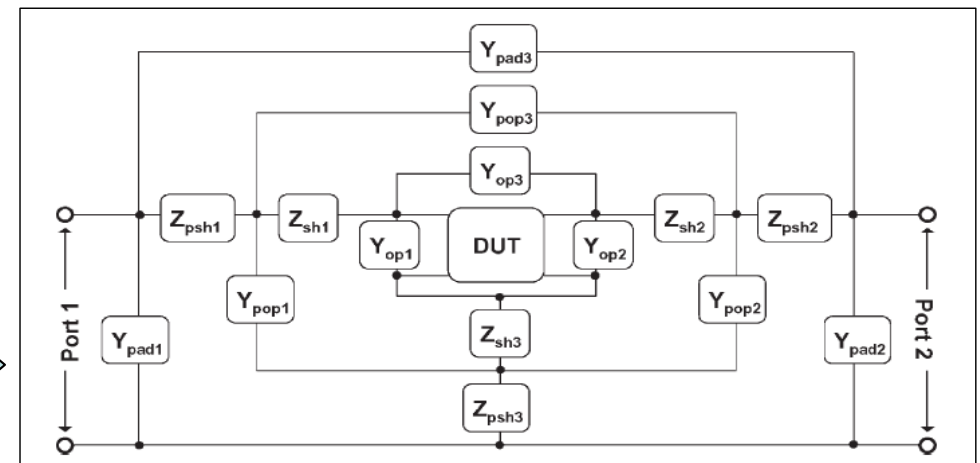 Ypad3
Ypop3
Yop3
Zpsh1
Zsh1
Yop1
DUT
Yop2
Zsh2
Zpsh2
Ypop1
Ypop2
Zsh3
Ypad1
Ypad2
Port 1
Port 2
Zpsh3